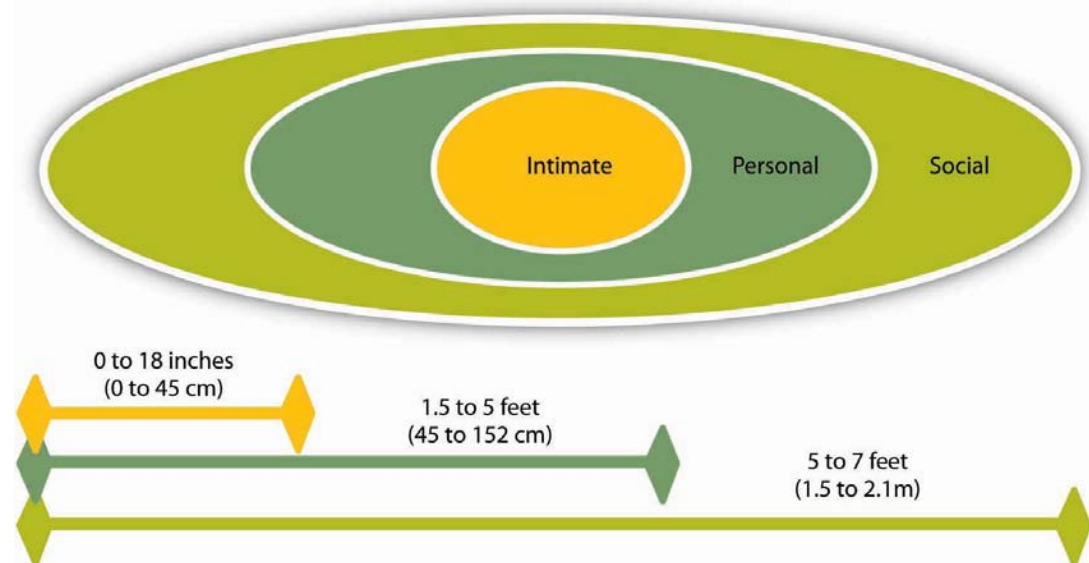 Intimate
Personal
Social
0 to 18 inches
(0 to 45 cm)
1.5 to 5 feet
(45 to 152 cm)
5 to 7 feet
(1.5 to 2.1m)